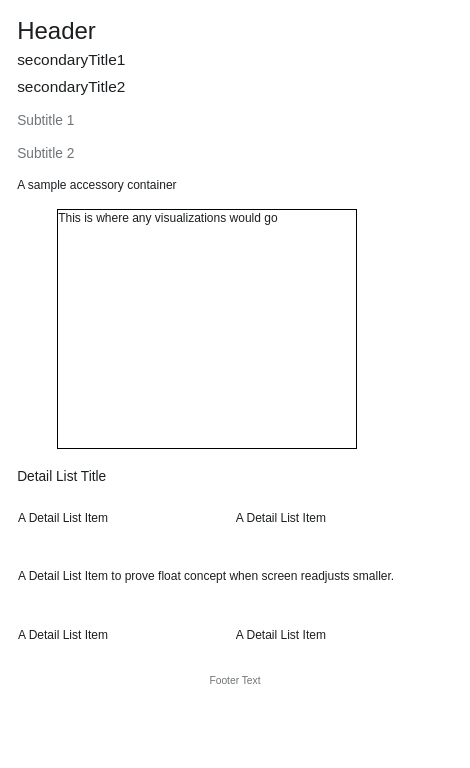 Header
secondaryTitle1
secondaryTitle2
Subtitle 1
Subtitle 2
A sample accessory container
This is where any visualizations would go
Detail List Title
A Detail List Item
A Detail List Item
A Detail List Item to prove float concept when screen readjusts smaller.
A Detail List Item
A Detail List Item
Footer Text